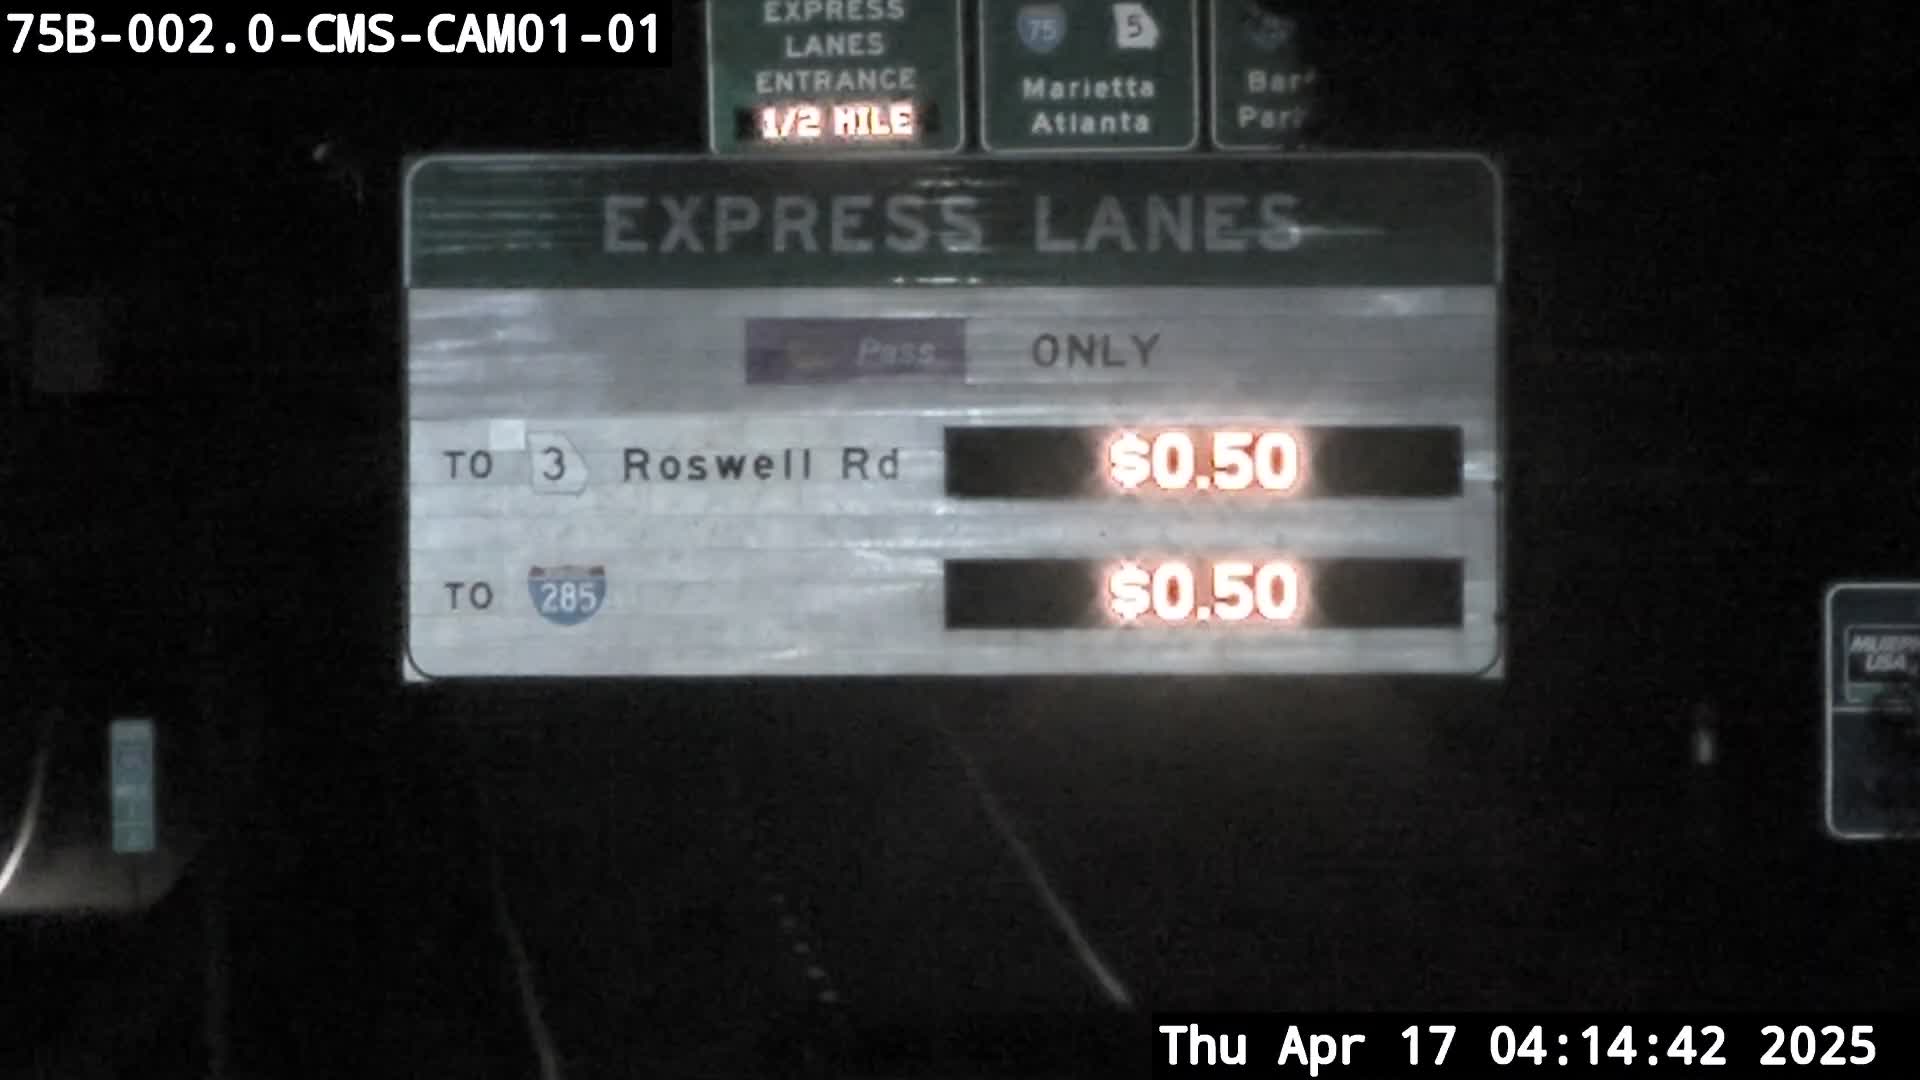 75B-002.0-CMS-CAM01-01
EXPRESS
LANES
ENTRANCE
1/2 MILE
75 5
Marietta
Atlanta
EXPRESS LANES
Pass ONLY
TO 3 Roswell Rd $0.50
TO 285 $0.50
USA
Thu Apr 17 04:14:42 2025